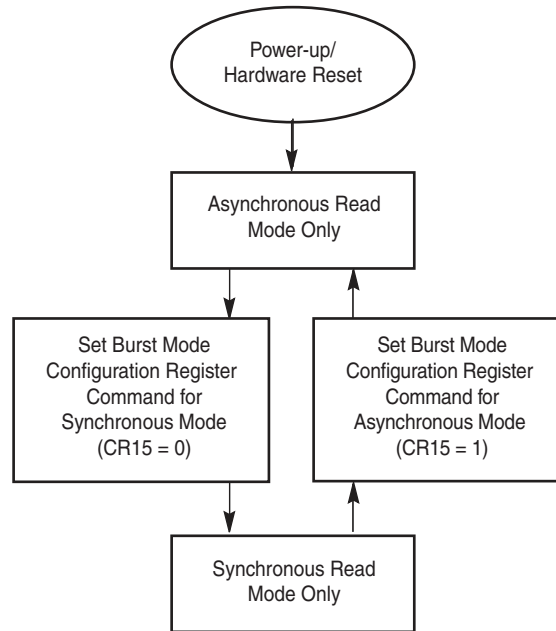 Power-up/
Hardware Reset
Asynchronous Read
Mode Only
Set Burst Mode
Configuration Register
Command for
Synchronous Mode
(CR15 = 0)
Set Burst Mode
Configuration Register
Command for
Asynchronous Mode
(CR15 = 1)
Synchronous Read
Mode Only